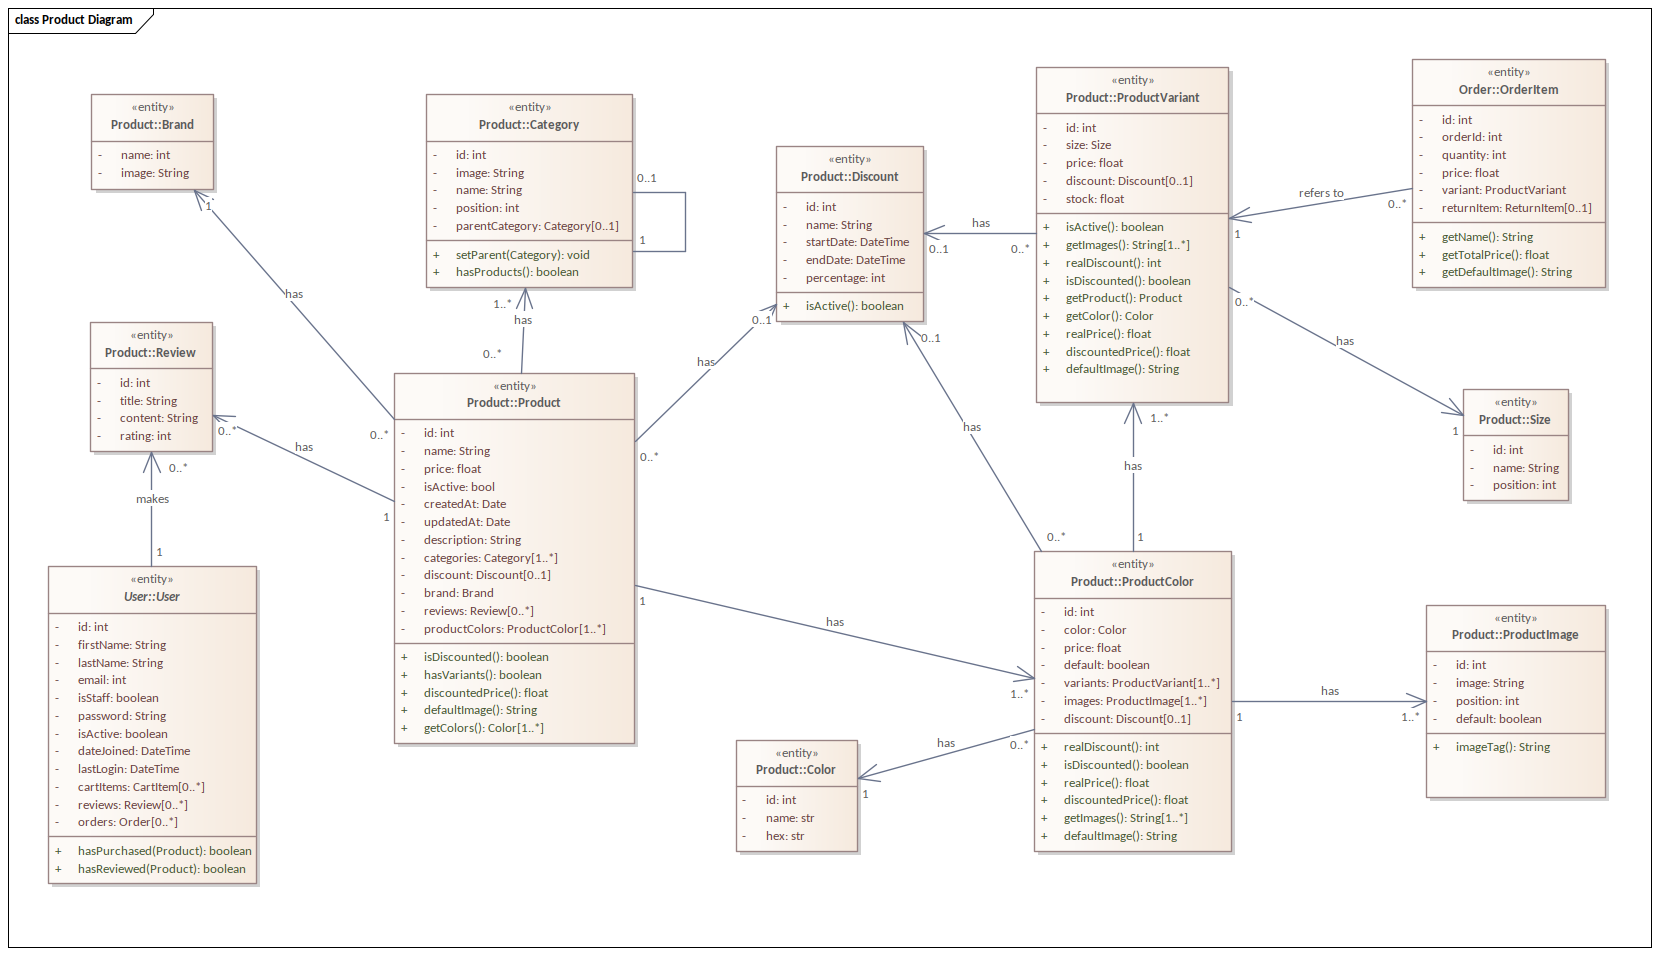 class Product Diagram
«entity»
Product::Brand
- name: int
- image: String
«entity»
Product::Category
- id: int
- image: String
- name: String
- position: int
- parentCategory: Category[0..1]
+ setParent(Category): void
+ hasProducts(): boolean
0..1
1
«entity»
Product::Discount
- id: int
- name: String
- startDate: DateTime
- endDate: DateTime
- percentage: int
+ isActive(): boolean
«entity»
Product::ProductVariant
- id: int
- size: Size
- price: float
- discount: Discount[0..1]
- stock: float
+ isActive(): boolean
+ getImages(): String[1..*]
+ realDiscount(): int
+ isDiscounted(): boolean
+ getProduct(): Product
+ getColor(): Color
+ realPrice(): float
+ discountedPrice(): float
+ defaultImage(): String
«entity»
Order::OrderItem
- id: int
- orderId: int
- quantity: int
- price: float
- variant: ProductVariant
- returnItem: ReturnItem[0..1]
+ getName(): String
+ getTotalPrice(): float
+ getDefaultImage(): String
refers to
0..*
1
has
0..1
0..*
1
has
0..*
1..*
has
0..*
0..1
has
0..*
0..1
has
0..*
0..*
has
1
«entity»
Product::Review
- id: int
- title: String
- content: String
- rating: int
0..*
has
1
0..*
makes
1
«entity»
Product::Product
- id: int
- name: String
- price: float
- isActive: bool
- createdAt: Date
- updatedAt: Date
- description: String
- categories: Category[1..*]
- discount: Discount[0..1]
- brand: Brand
- reviews: Review[0..*]
- productColors: ProductColor[1..*]
+ isDiscounted(): boolean
+ hasVariants(): boolean
+ discountedPrice(): float
+ defaultImage(): String
+ getColors(): Color[1..*]
«entity»
Product::Size
- id: int
- name: String
- position: int
1..*
has
1
«entity»
User::User
- id: int
- firstName: String
- lastName: String
- email: int
- isStaff: boolean
- password: String
- isActive: boolean
- dateJoined: DateTime
- lastLogin: DateTime
- cartItems: CartItem[0..*]
- reviews: Review[0..*]
- orders: Order[0..*]
+ hasPurchased(Product): boolean
+ hasReviewed(Product): boolean
1
has
1..*
«entity»
Product::ProductColor
- id: int
- color: Color
- price: float
- default: boolean
- variants: ProductVariant[1..*]
- images: ProductImage[1..*]
- discount: Discount[0..1]
+ realDiscount(): int
+ isDiscounted(): boolean
+ realPrice(): float
+ discountedPrice(): float
+ getImages(): String[1..*]
+ defaultImage(): String
has
1
1..*
«entity»
Product::ProductImage
- id: int
- image: String
- position: int
- default: boolean
+ imageTag(): String
has
0..*
1
«entity»
Product::Color
- id: int
- name: str
- hex: str